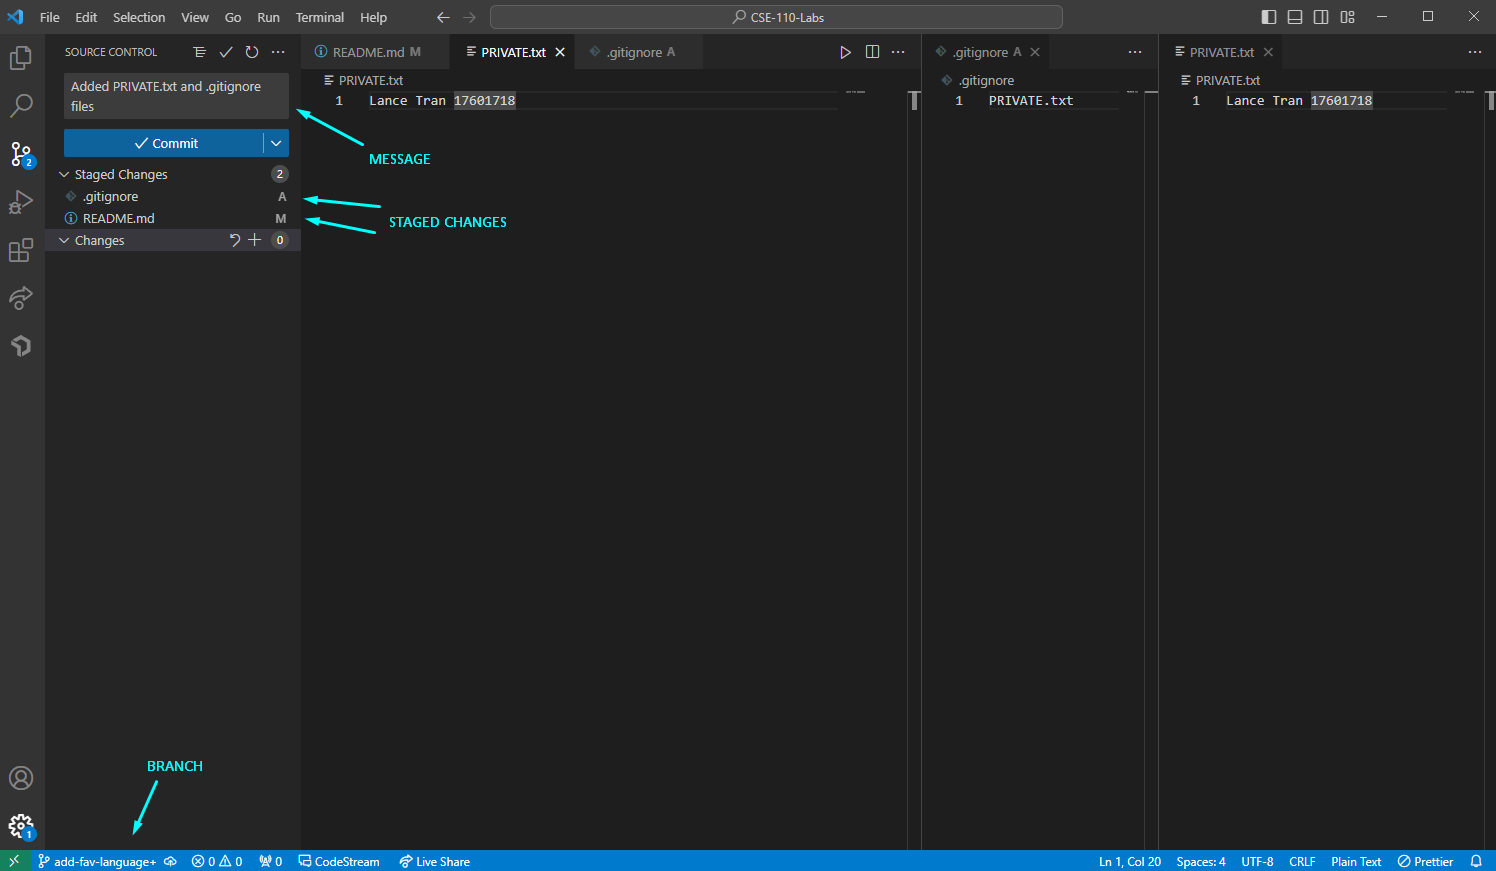 File Edit Selection View Go Run Terminal Help CSE-110-Labs
SOURCE CONTROL
README.md M PRIVATE.txt .gitignore A
.gitignore A
PRIVATE.txt
Added PRIVATE.txt and .gitignore
files
Commit
Staged Changes 2
.gitignore A
README.md M
Changes 0
PRIVATE.txt
1 Lance Tran 17601718
.gitignore
1 PRIVATE.txt
PRIVATE.txt
1 Lance Tran 17601718
MESSAGE
STAGED CHANGES
BRANCH
2
1
add-fav-language+ 0 0 0 CodeStream Live Share Ln 1, Col 20 Spaces: 4 UTF-8 CRLF Plain Text Prettier